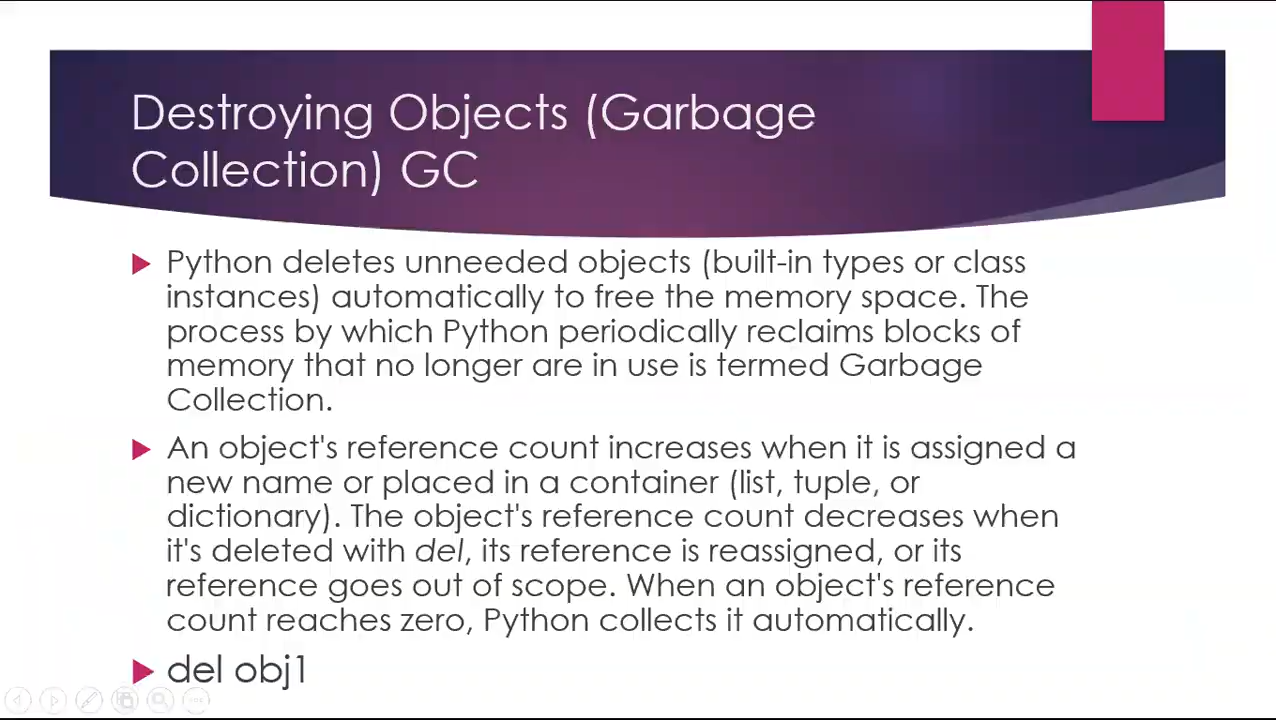 Destroying Objects (Garbage
Collection) GC
Python deletes unneeded objects (built-in types or class
instances) automatically to free the memory space. The
process by which Python periodically reclaims blocks of
memory that no longer are in use is termed Garbage
Collection.
An object's reference count increases when it is assigned a
new name or placed in a container (list, tuple, or
dictionary). The object's reference count decreases when
it's deleted with del, its reference is reassigned, or its
reference goes out of scope. When an object's reference
count reaches zero, Python collects it automatically.
del obj1